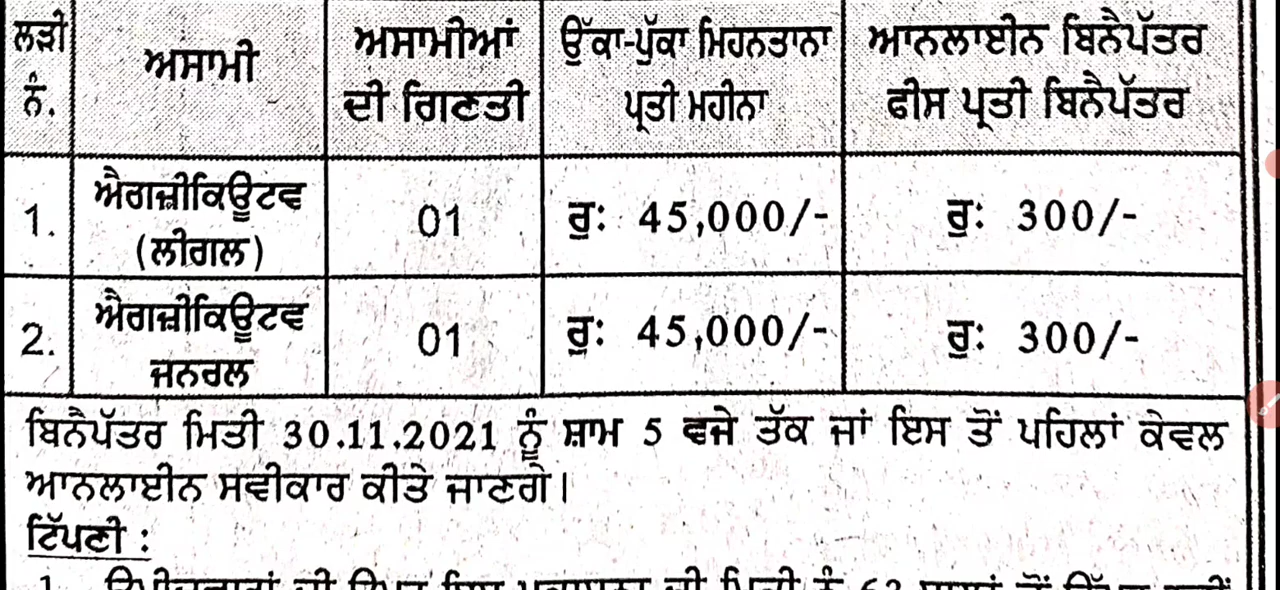 ਲੜੀ ਨੰ. ਅਸਾਮੀ ਅਸਾਮੀਆਂ ਦੀ ਗਿਣਤੀ ਉੱਕਾ-ਪੁੱਕਾ ਮਿਹਨਤਾਨਾ ਪ੍ਰਤੀ ਮਹੀਨਾ ਆਨਲਾਈਨ ਬਿਨੈਪੱਤਰ ਫੀਸ ਪ੍ਰਤੀ ਬਿਨੈਪੱਤਰ
1. ਐਗਜ਼ੀਕਿਊਟਵ (ਲੀਗਲ) 01 ਰੁ: 45,000/- ਰੁ: 300/-
2. ਐਗਜ਼ੀਕਿਊਟਵ ਜਨਰਲ 01 ਰੁ: 45,000/- ਰੁ: 300/-
ਬਿਨੈਪੱਤਰ ਮਿਤੀ 30.11.2021 ਨੂੰ ਸ਼ਾਮ 5 ਵਜੇ ਤੱਕ ਜਾਂ ਇਸ ਤੋਂ ਪਹਿਲਾਂ ਕੇਵਲ
ਆਨਲਾਈਨ ਸਵੀਕਾਰ ਕੀਤੇ ਜਾਣਗੇ।
ਟਿੱਪਣੀ :